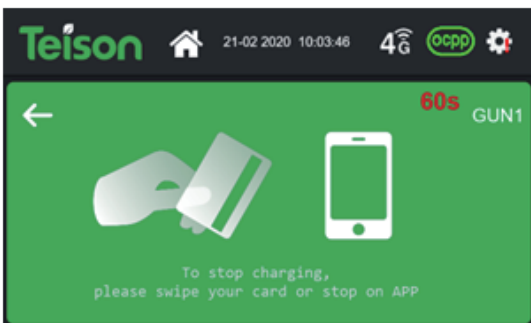 Teison 21-02 2020 10:03:46 4G ocpp
60s
GUN1
To stop charging,
please swipe your card or stop on APP